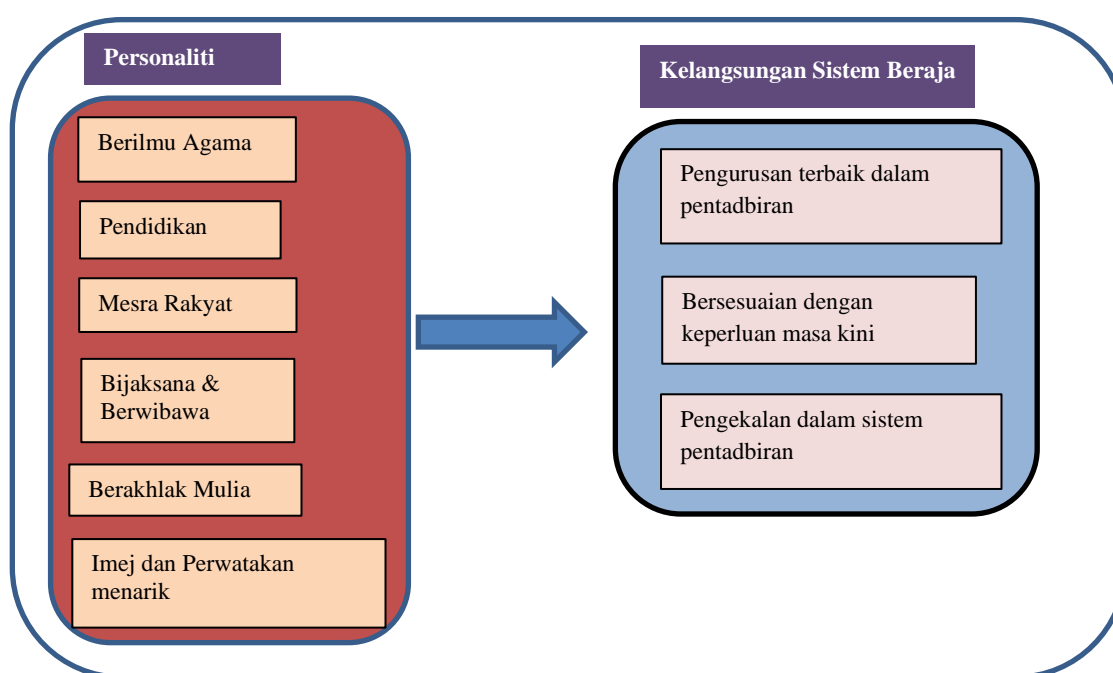 Personaliti
Berilmu Agama
Pendidikan
Mesra Rakyat
Bijaksana &
Berwibawa
Berakhlak Mulia
Imej dan Perwatakan
menarik
Kelangsungan Sistem Beraja
Pengurusan terbaik dalam
pentadbiran
Bersesuaian dengan
keperluan masa kini
Pengekalan dalam sistem
pentadbiran